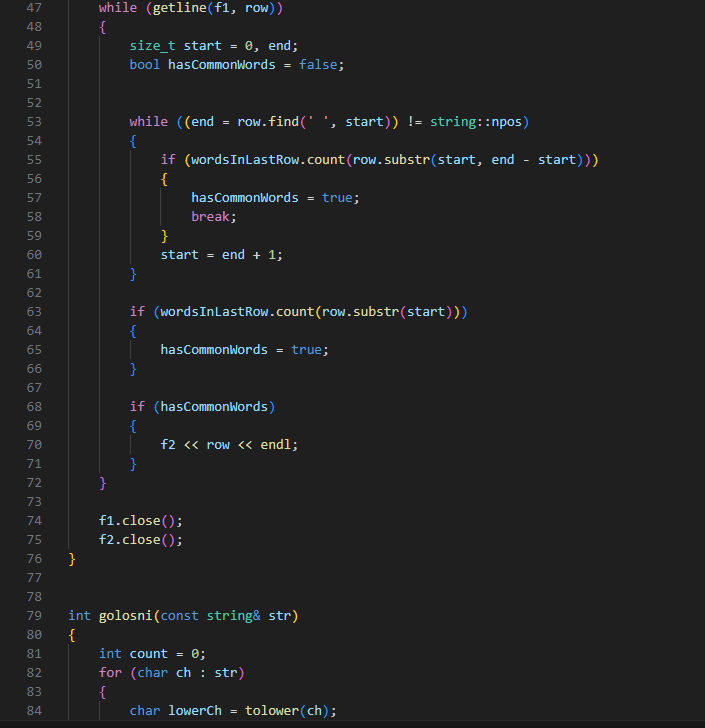 47 while (getline(f1, row))
48 {
49 size_t start = 0, end;
50 bool hasCommonWords = false;
51
52
53 while ((end = row.find(' ', start)) != string::npos)
54 {
55 if (wordsInLastRow.count(row.substr(start, end - start)))
56 {
57 hasCommonWords = true;
58 break;
59 }
60 start = end + 1;
61 }
62
63 if (wordsInLastRow.count(row.substr(start)))
64 {
65 hasCommonWords = true;
66 }
67
68 if (hasCommonWords)
69 {
70 f2 << row << endl;
71 }
72 }
73
74 f1.close();
75 f2.close();
76 }
77
78
79 int golosni(const string& str)
80 {
81 int count = 0;
82 for (char ch : str)
83 {
84 char lowerCh = tolower(ch);